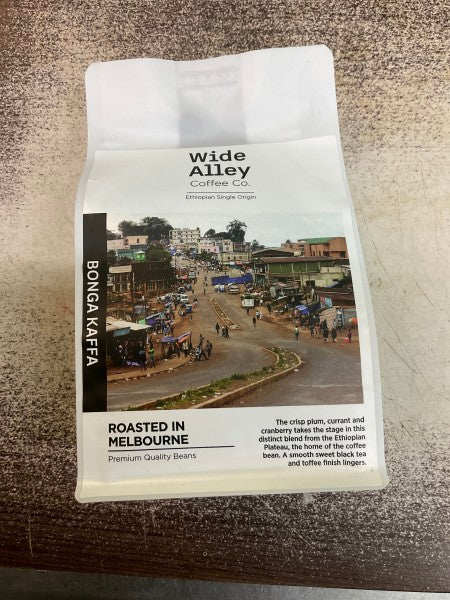 Wide
Alley
Coffee Co.
Ethiopian Single Origin
BONGA KAFFA
ROASTED IN
MELBOURNE
Premium Quality Beans
The crisp plum, currant and
cranberry takes the stage in this
distinct blend from the Ethiopian
Plateau, the home of the coffee
bean. A smooth sweet black tea
and toffee finish lingers.